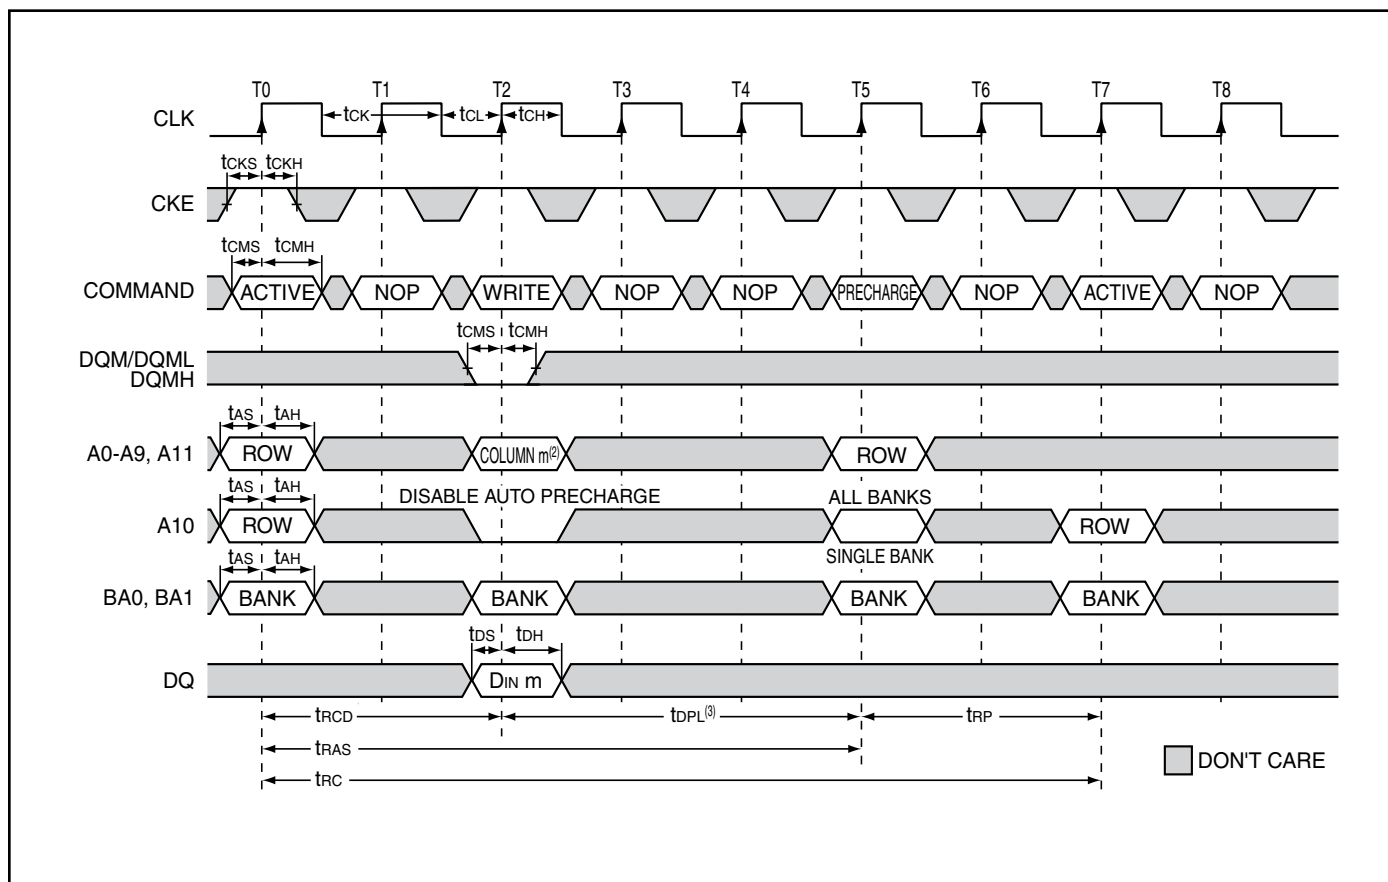 T0 T1 T2 T3 T4 T5 T6 T7 T8
CLK tCK tCL tCH
tCKS tCKH
CKE
tCMS tCMH
COMMAND ACTIVE NOP WRITE NOP NOP PRECHARGE NOP ACTIVE NOP
tCMS tCMH
DQM/DQML
DQMH
tAS tAH
A0-A9, A11 ROW COLUMN m(2) ROW
tAS tAH DISABLE AUTO PRECHARGE ALL BANKS
A10 ROW ROW
tAS tAH SINGLE BANK
BA0, BA1 BANK BANK BANK BANK
tDS tDH
DQ DIN m
tRCD tDPL(3) tRP
tRAS
DON'T CARE
tRC